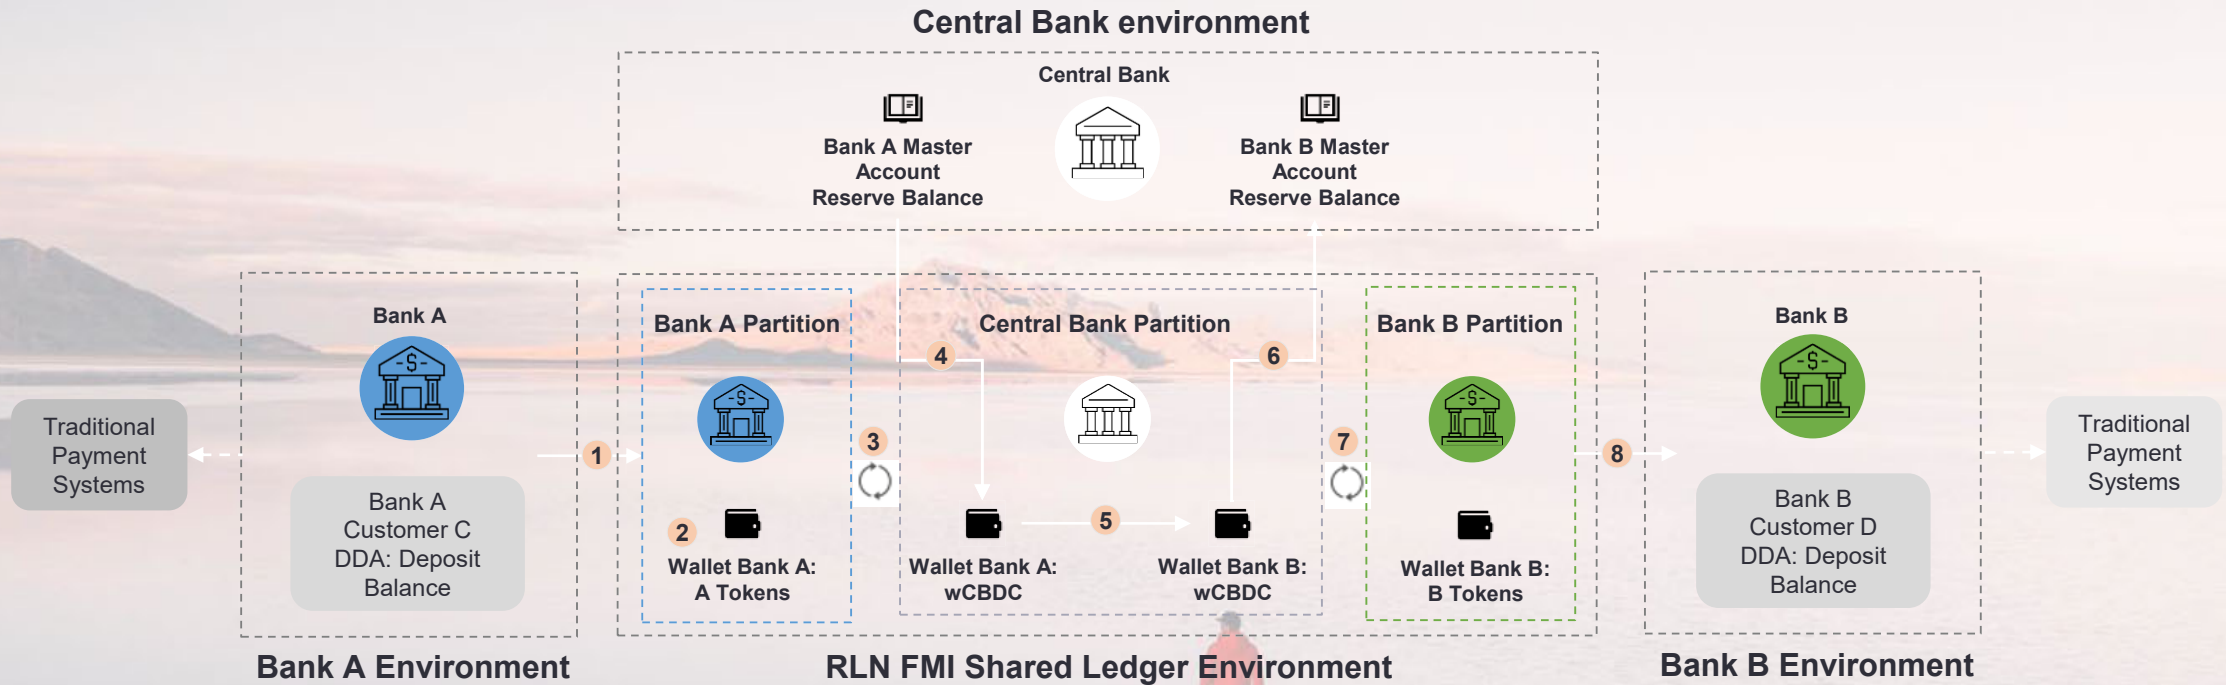 Central Bank environment
Central Bank
Bank A Master
Account
Reserve Balance
Bank B Master
Account
Reserve Balance
Traditional
Payment
Systems
Bank A
-$-
Bank A
Customer C
DDA: Deposit
Balance
Bank A Environment
1
Bank A Partition
-$-
2
Wallet Bank A:
A Tokens
3
Central Bank Partition
4
5
6
Wallet Bank A:
wCBDC
Wallet Bank B:
wCBDC
7
Bank B Partition
-$-
Wallet Bank B:
B Tokens
RLN FMI Shared Ledger Environment
8
Bank B
-$-
Bank B
Customer D
DDA: Deposit
Balance
Bank B Environment
Traditional
Payment
Systems